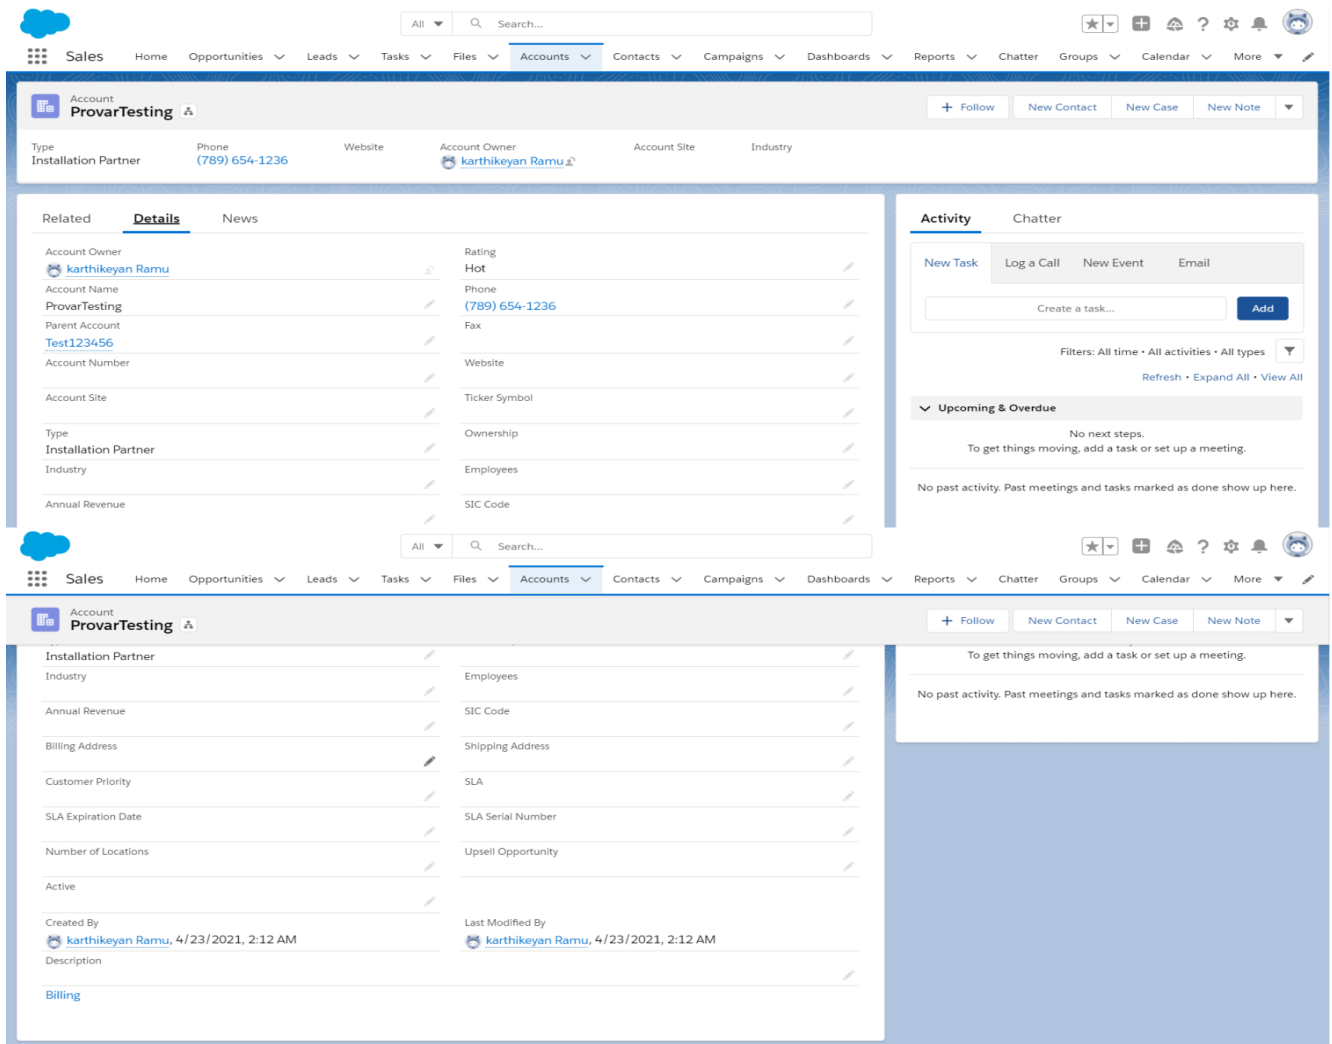 All
Search...
Sales Home Opportunities Leads Tasks Files Accounts Contacts Campaigns Dashboards Reports Chatter Groups Calendar More
Account
ProvarTesting
+ Follow New Contact New Case New Note
Type Phone Website Account Owner Account Site Industry
Installation Partner (789) 654-1236 karthikeyan Ramu
Related Details News
Account Owner Rating
karthikeyan Ramu Hot
Account Name Phone
ProvarTesting (789) 654-1236
Parent Account Fax
Test123456
Account Number Website
Account Site Ticker Symbol
Type Ownership
Installation Partner
Industry Employees
Annual Revenue SIC Code
Activity Chatter
New Task Log a Call New Event Email
Create a task... Add
Filters: All time • All activities • All types
Refresh • Expand All • View All
Upcoming & Overdue
No next steps.
To get things moving, add a task or set up a meeting.
No past activity. Past meetings and tasks marked as done show up here.
All
Search...
Sales Home Opportunities Leads Tasks Files Accounts Contacts Campaigns Dashboards Reports Chatter Groups Calendar More
Account
ProvarTesting
+ Follow New Contact New Case New Note
Installation Partner
Industry Employees
Annual Revenue SIC Code
Billing Address Shipping Address
Customer Priority SLA
SLA Expiration Date SLA Serial Number
Number of Locations Upsell Opportunity
Active
Created By Last Modified By
karthikeyan Ramu, 4/23/2021, 2:12 AM karthikeyan Ramu, 4/23/2021, 2:12 AM
Description
Billing
To get things moving, add a task or set up a meeting.
No past activity. Past meetings and tasks marked as done show up here.